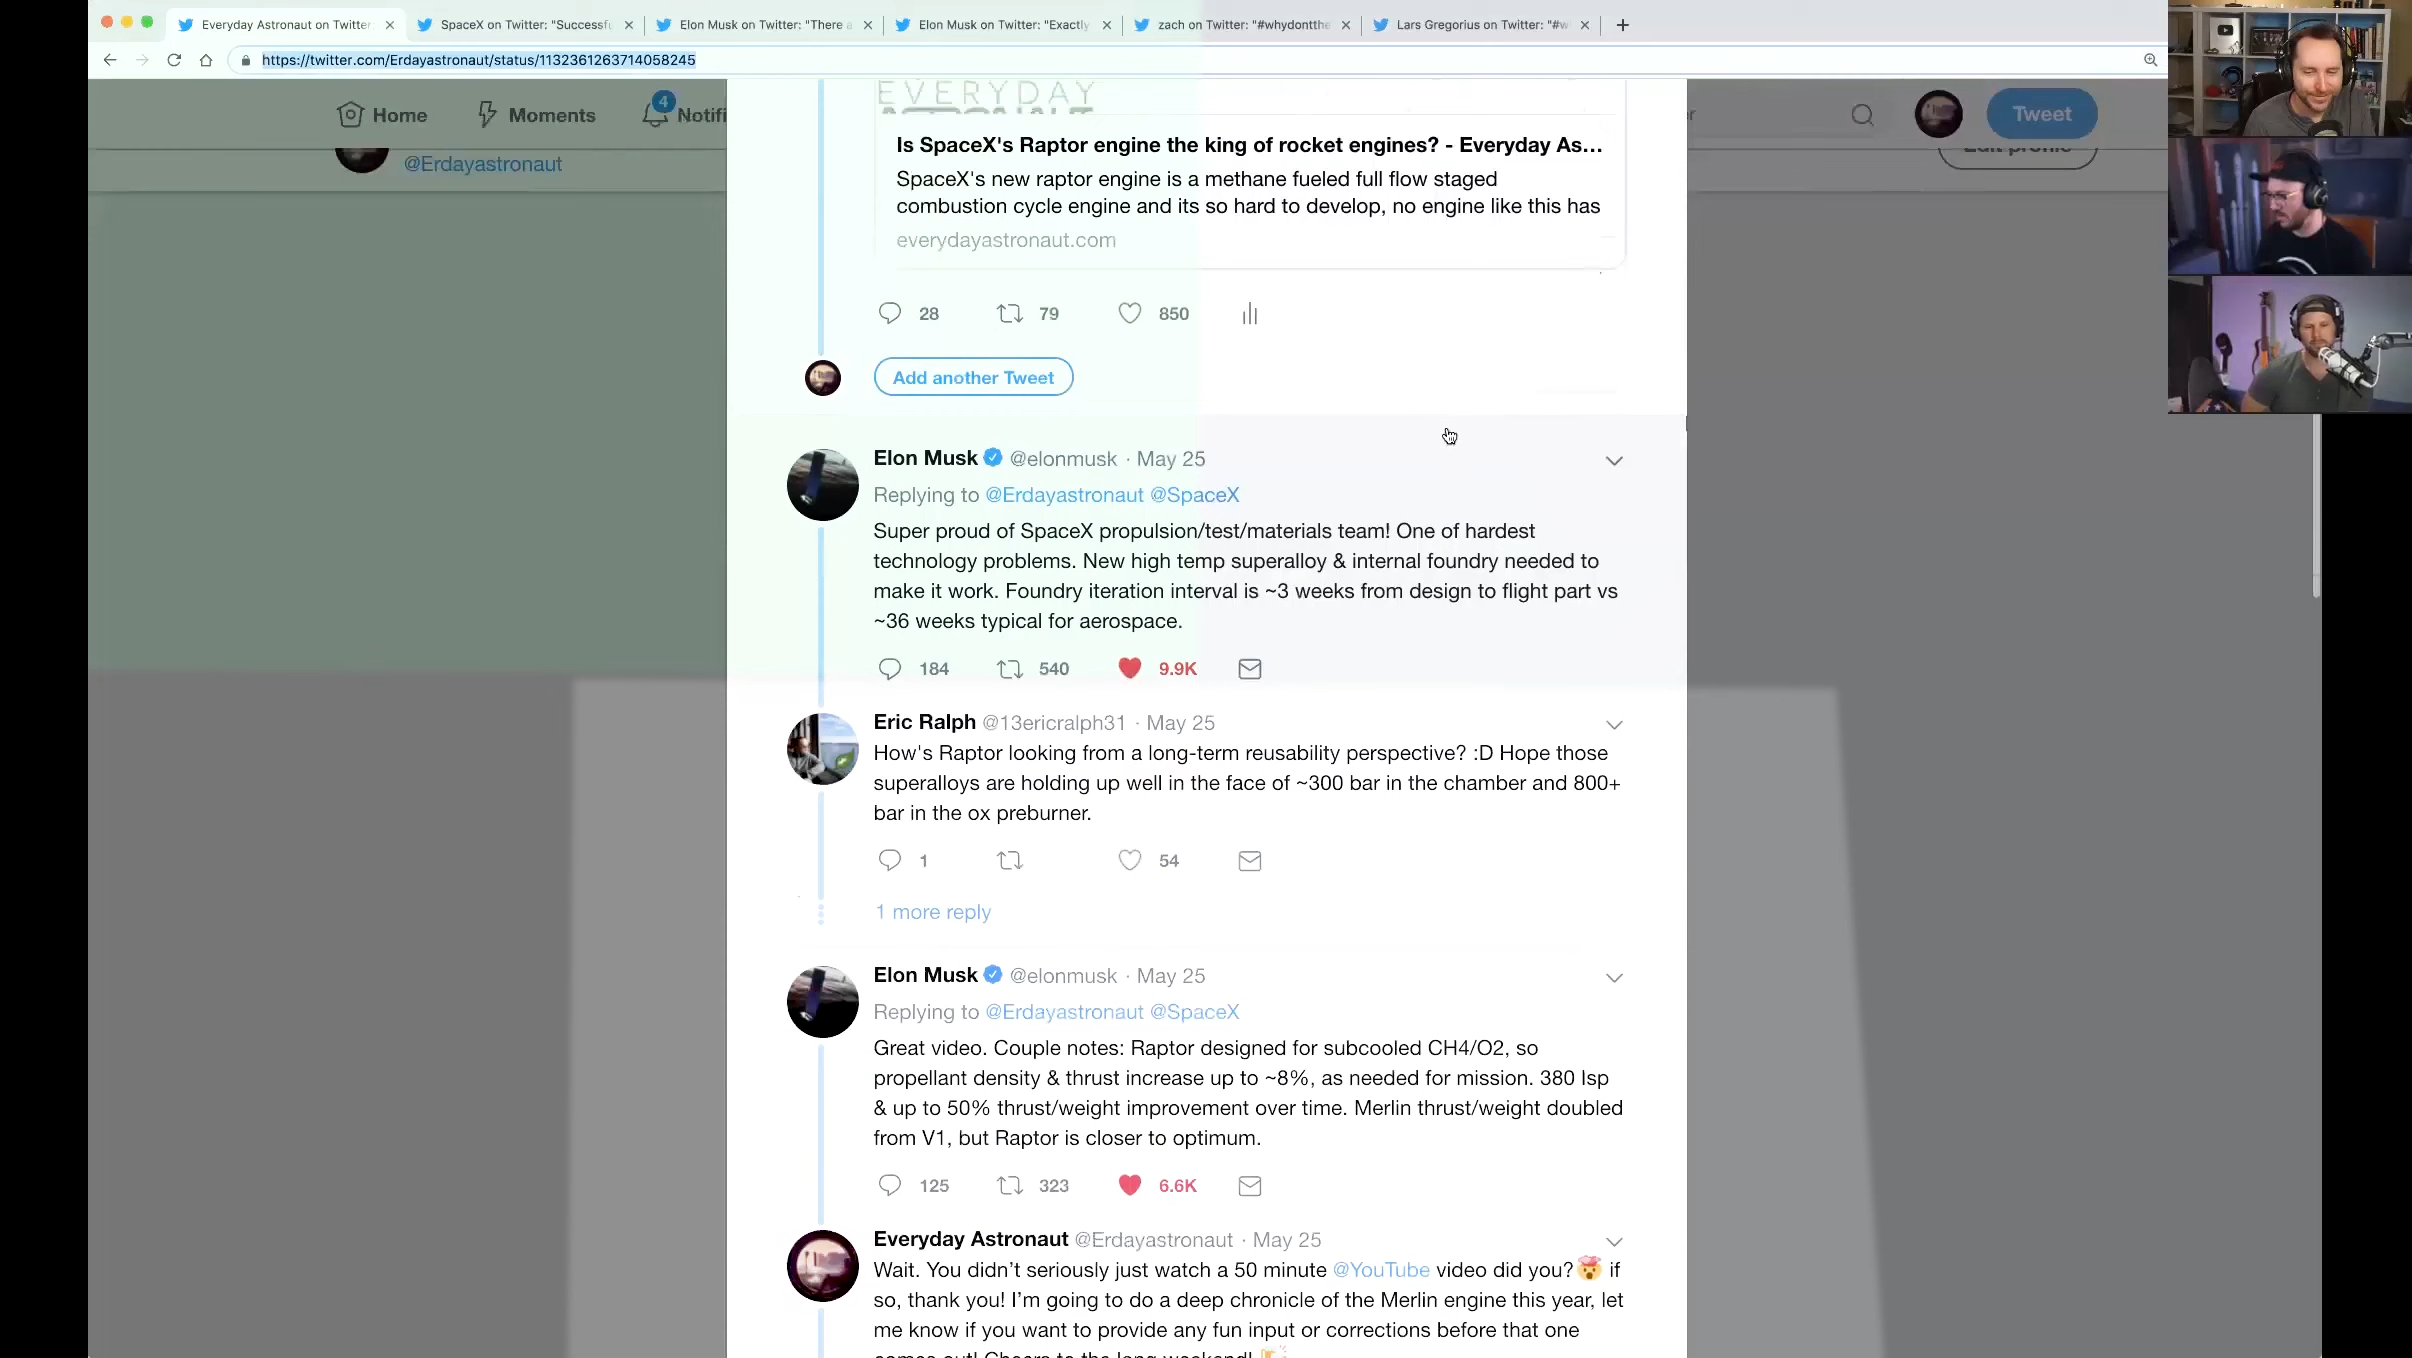 Everyday Astronaut on Twitter
SpaceX on Twitter: "Successfu
Elon Musk on Twitter: "There a
Elon Musk on Twitter: "Exactly
zach on Twitter: "#whydontthe
Lars Gregorius on Twitter: "#w
https://twitter.com/Erdayastronaut/status/1132361263714058245
Home
Moments
4
Notifi
Tweet
@Erdayastronaut
Edit profile
EVERYDAY
ASTRONAUT
Is SpaceX's Raptor engine the king of rocket engines? - Everyday As...
SpaceX's new raptor engine is a methane fueled full flow staged
combustion cycle engine and its so hard to develop, no engine like this has
everydayastronaut.com
28 79 850
Add another Tweet
Elon Musk @elonmusk · May 25
Replying to @Erdayastronaut @SpaceX
Super proud of SpaceX propulsion/test/materials team! One of hardest
technology problems. New high temp superalloy & internal foundry needed to
make it work. Foundry iteration interval is ~3 weeks from design to flight part vs
~36 weeks typical for aerospace.
184 540 9.9K
Eric Ralph @13ericralph31 · May 25
How's Raptor looking from a long-term reusability perspective? :D Hope those
superalloys are holding up well in the face of ~300 bar in the chamber and 800+
bar in the ox preburner.
1 54
1 more reply
Elon Musk @elonmusk · May 25
Replying to @Erdayastronaut @SpaceX
Great video. Couple notes: Raptor designed for subcooled CH4/O2, so
propellant density & thrust increase up to ~8%, as needed for mission. 380 Isp
& up to 50% thrust/weight improvement over time. Merlin thrust/weight doubled
from V1, but Raptor is closer to optimum.
125 323 6.6K
Everyday Astronaut @Erdayastronaut · May 25
Wait. You didn't seriously just watch a 50 minute @YouTube video did you?🤯 if
so, thank you! I'm going to do a deep chronicle of the Merlin engine this year, let
me know if you want to provide any fun input or corrections before that one
comes out! Cheers to the long weekend!